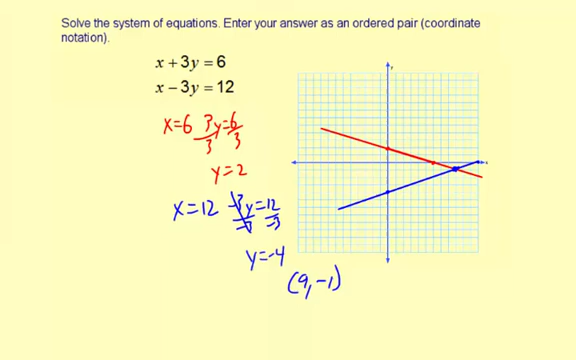 Solve the system of equations. Enter your answer as an ordered pair (coordinate
notation).
x + 3y = 6
x − 3y = 12
x=6 3y/3=6/3
y=2
x=12 -3y/-3=12/-3
y=-4
(9,-1)